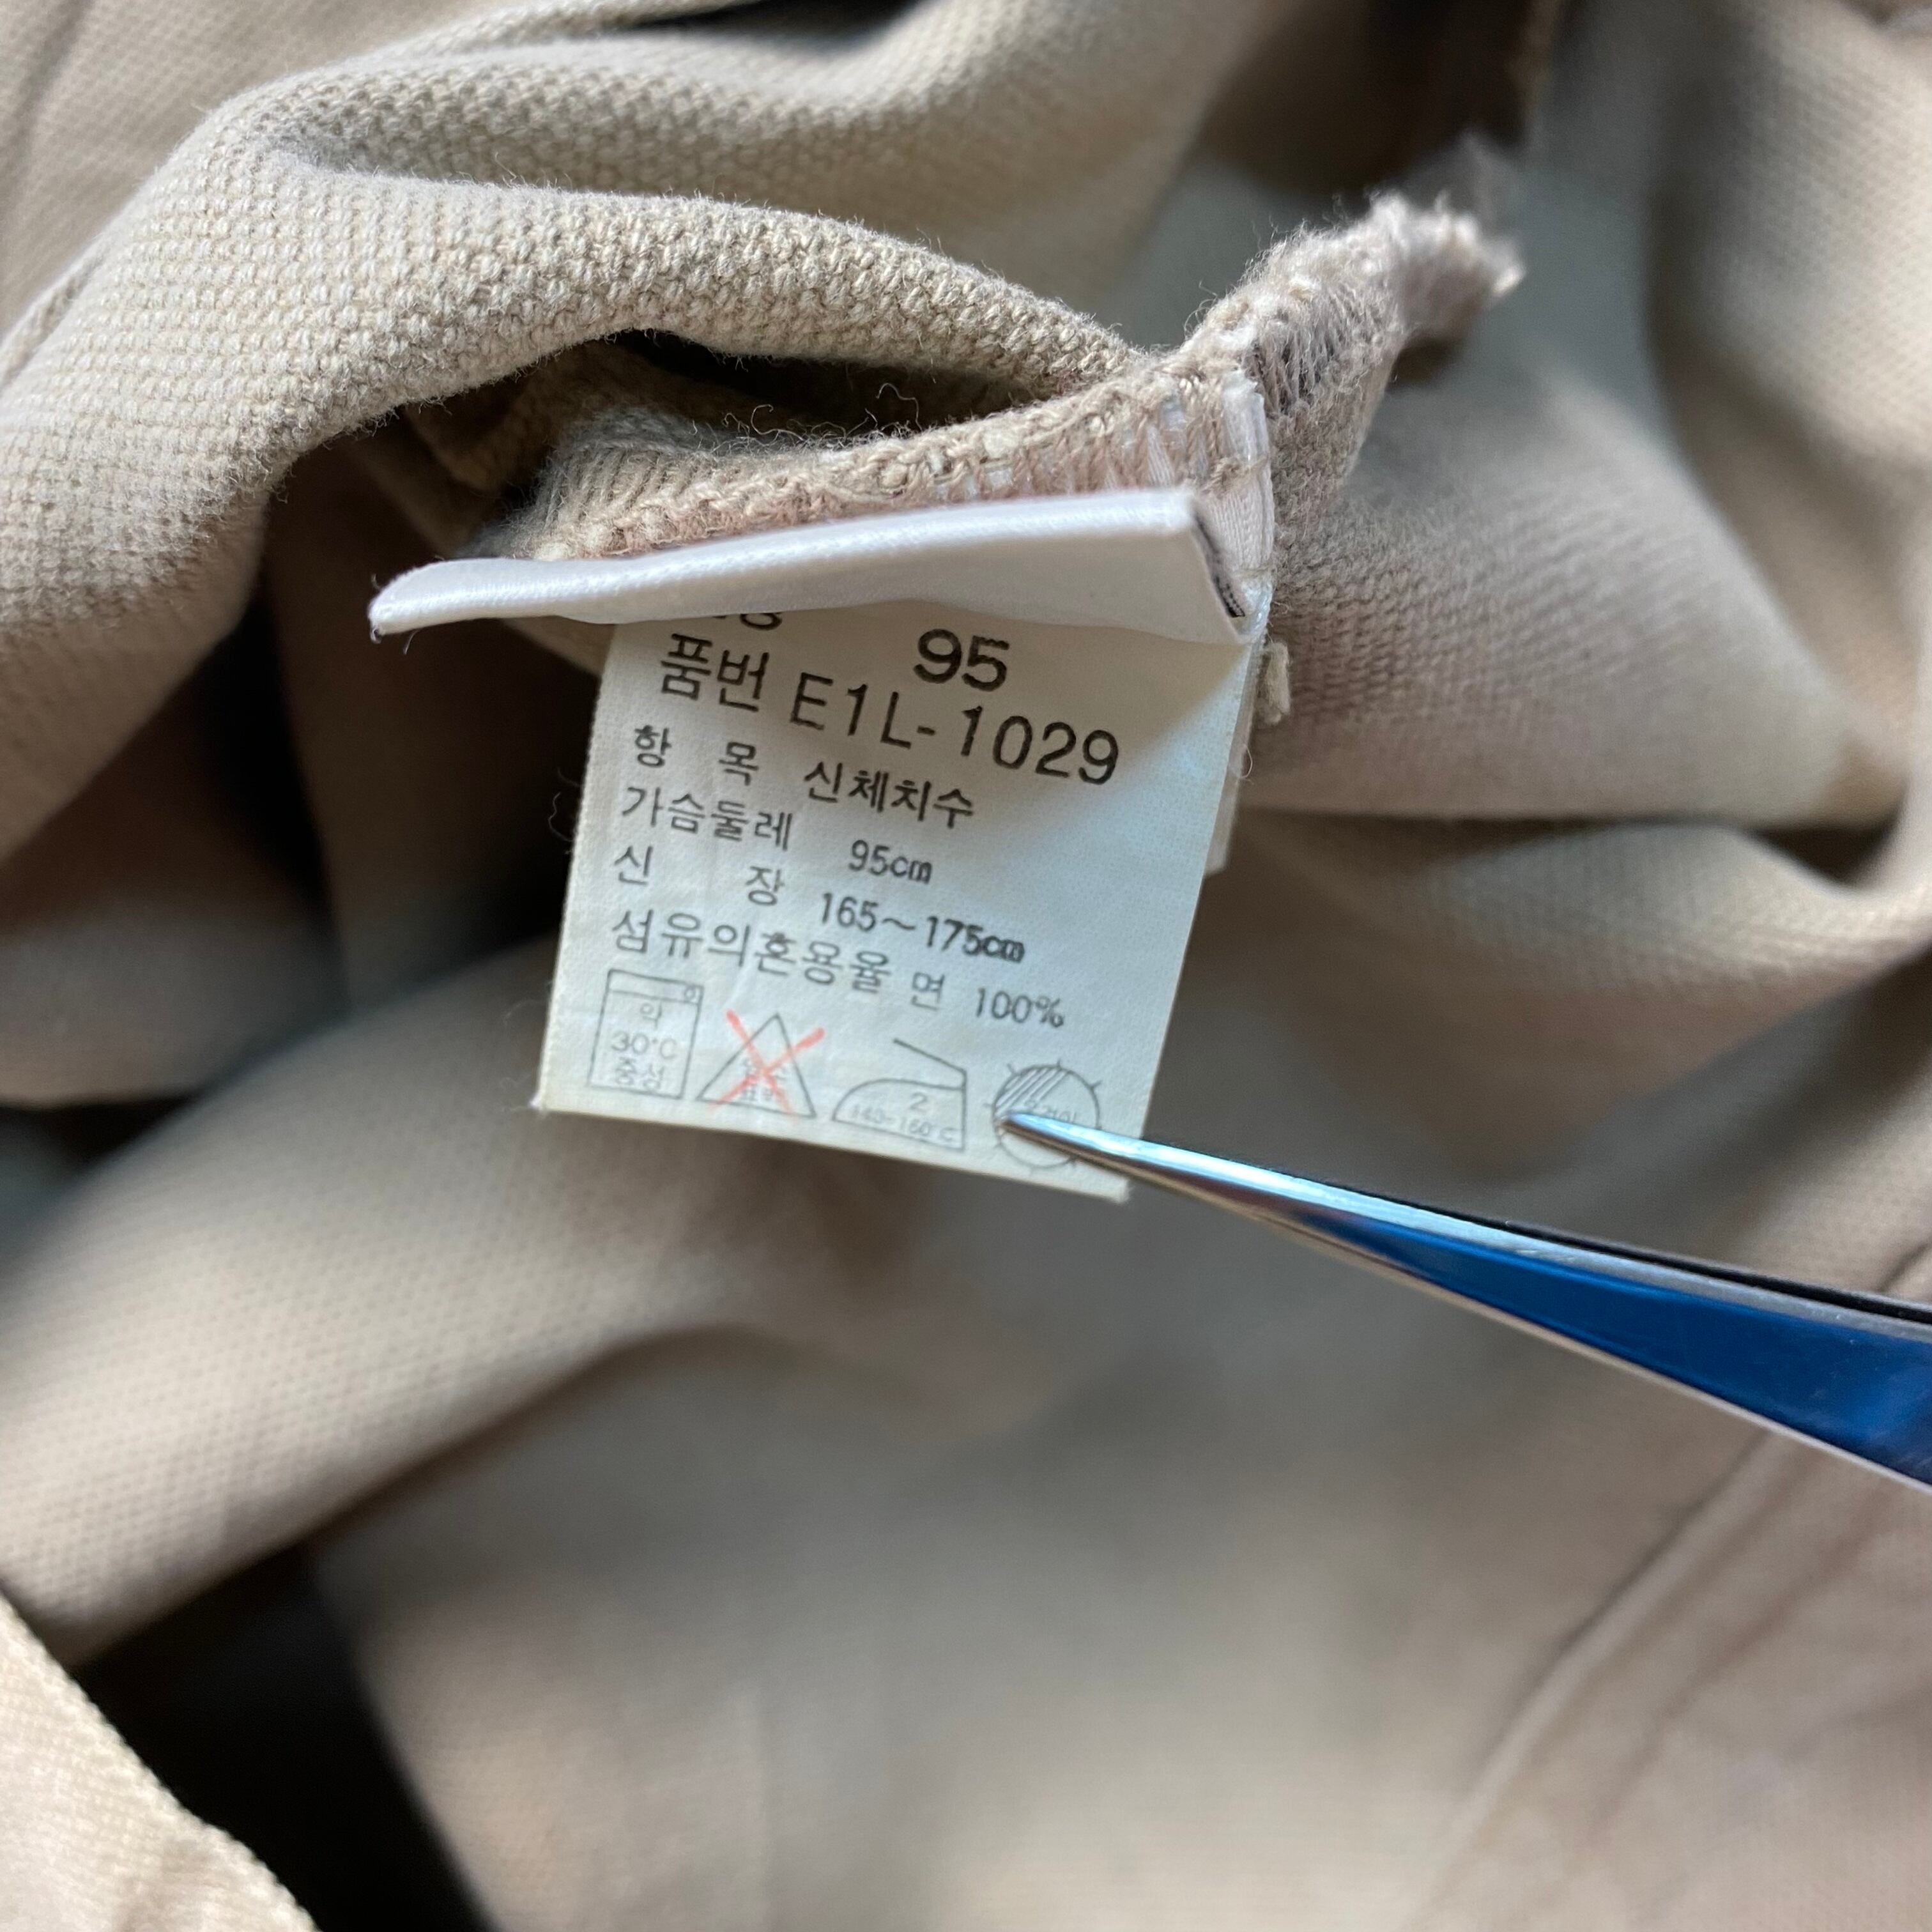 95
품번 E1L-1029
항 목 신체치수
가슴둘레 95cm
신 장 165~175cm
섬유의혼용율 면 100%
약
30°C
중성
2
140~160°C